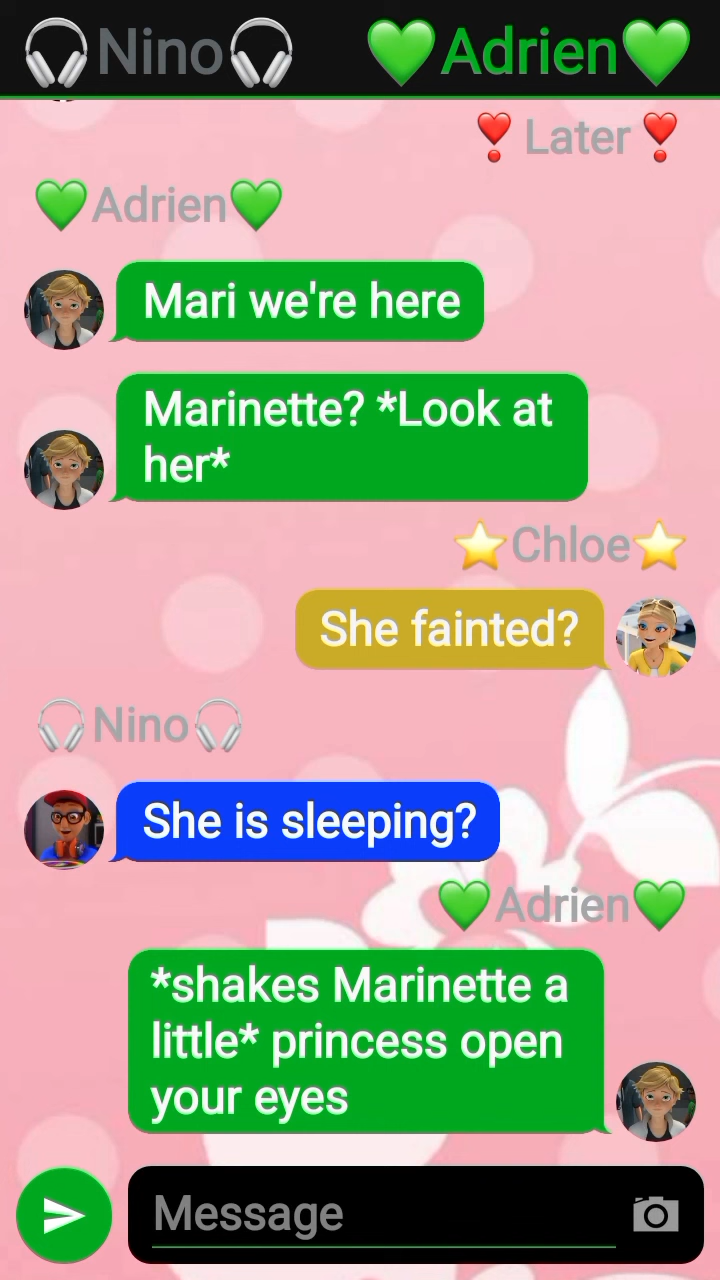 🎧Nino🎧 💚Adrien💚
❣️Later❣️
💚Adrien💚
Mari we're here
Marinette? *Look at
her*
⭐Chloe⭐
She fainted?
🎧Nino🎧
She is sleeping?
💚Adrien💚
*shakes Marinette a
little* princess open
your eyes
Message